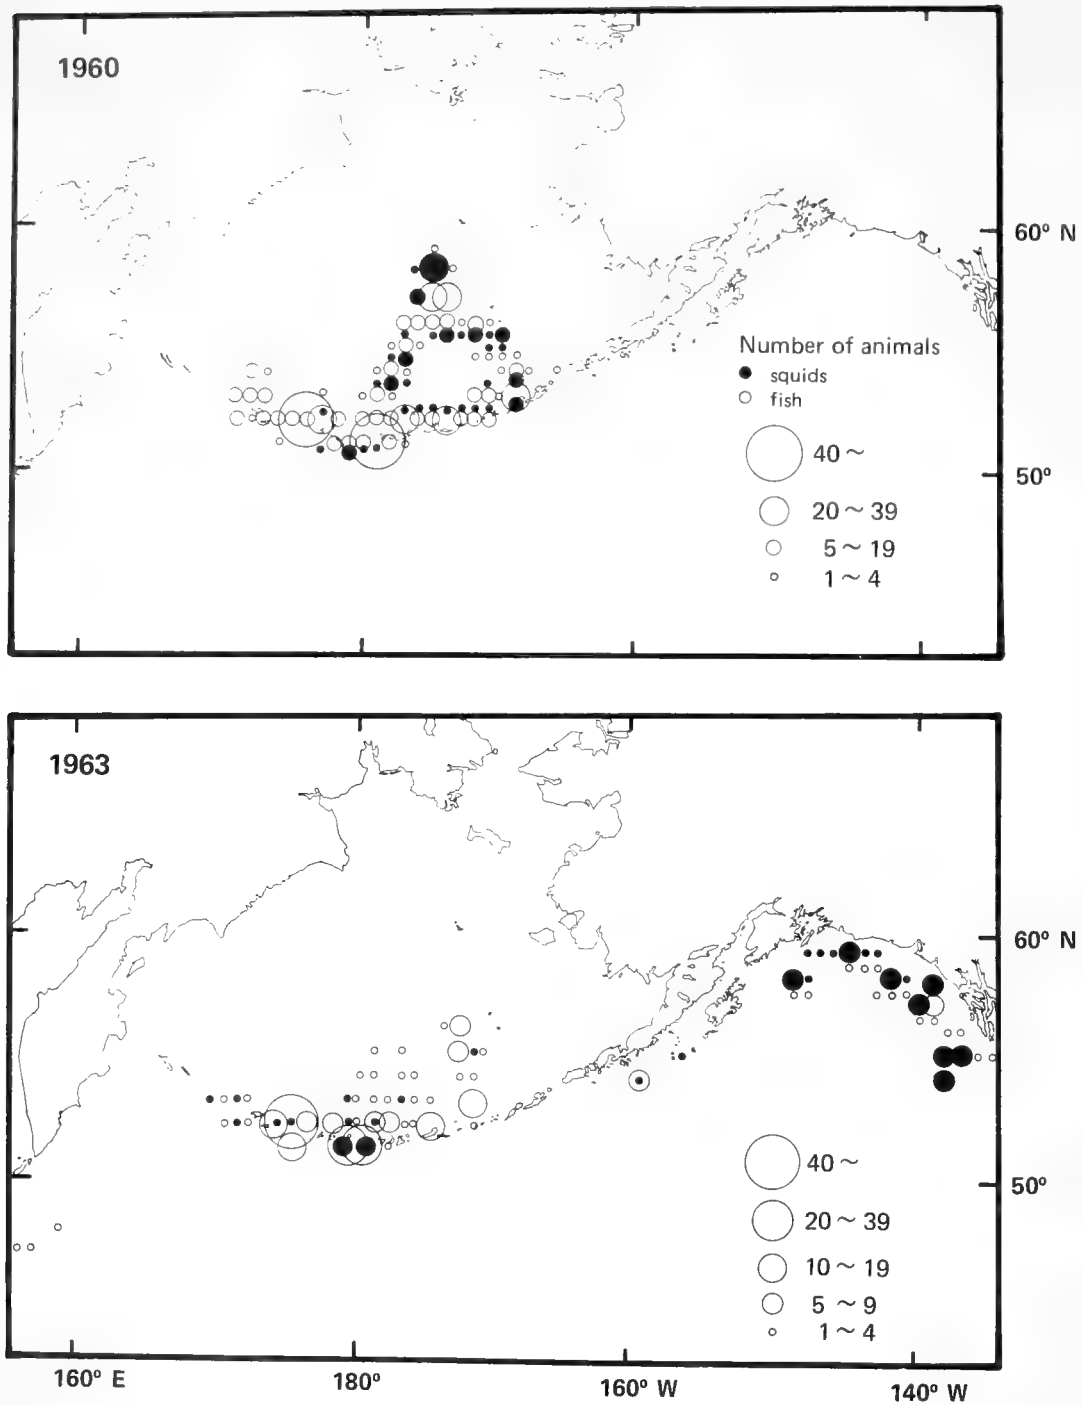 1960
60° N
Number of animals
squids
fish
40 ~
50°
20 ~ 39
5 ~ 19
1 ~ 4
1963
60° N
40 ~
50°
20 ~ 39
10 ~ 19
5 ~ 9
1 ~ 4
160° E 180° 160° W 140° W